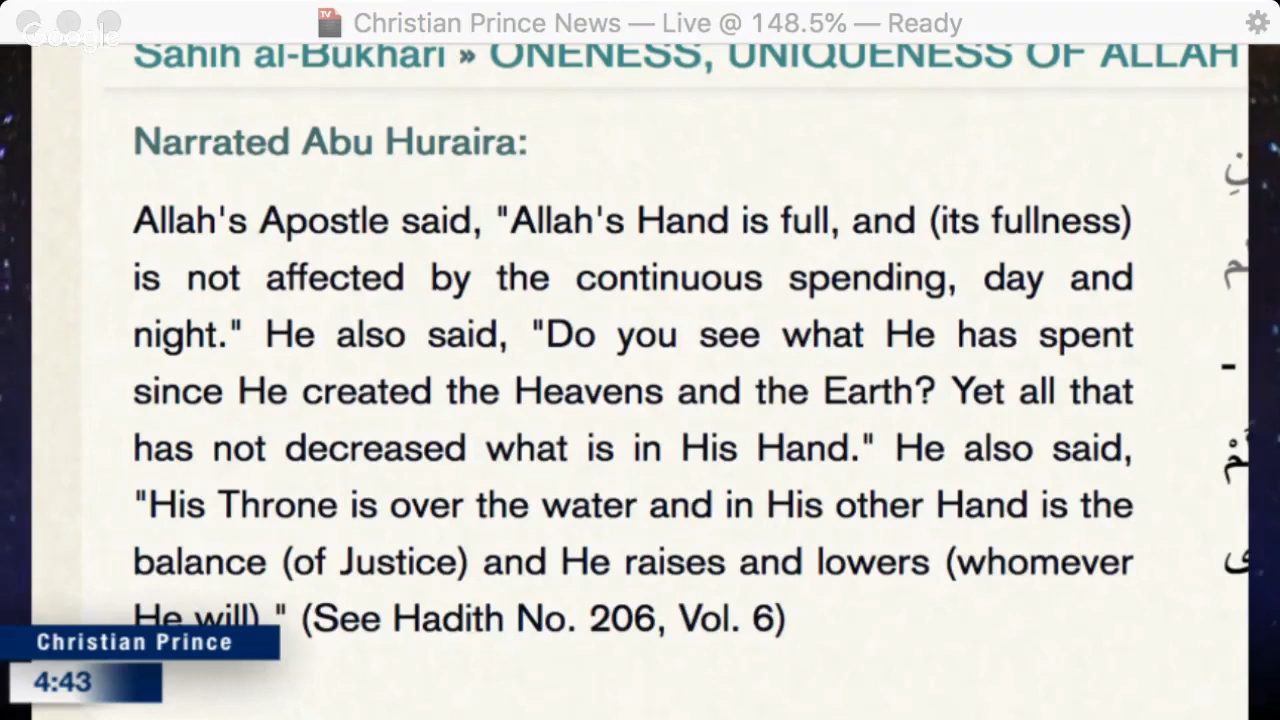 Christian Prince News — Live @ 148.5% — Ready
Google
Sahih al-Bukhari » ONENESS, UNIQUENESS OF ALLAH
Narrated Abu Huraira:
Allah's Apostle said, "Allah's Hand is full, and (its fullness)
is not affected by the continuous spending, day and
night." He also said, "Do you see what He has spent
since He created the Heavens and the Earth? Yet all that
has not decreased what is in His Hand." He also said,
"His Throne is over the water and in His other Hand is the
balance (of Justice) and He raises and lowers (whomever
He will)." (See Hadith No. 206, Vol. 6)
Christian Prince
4:43